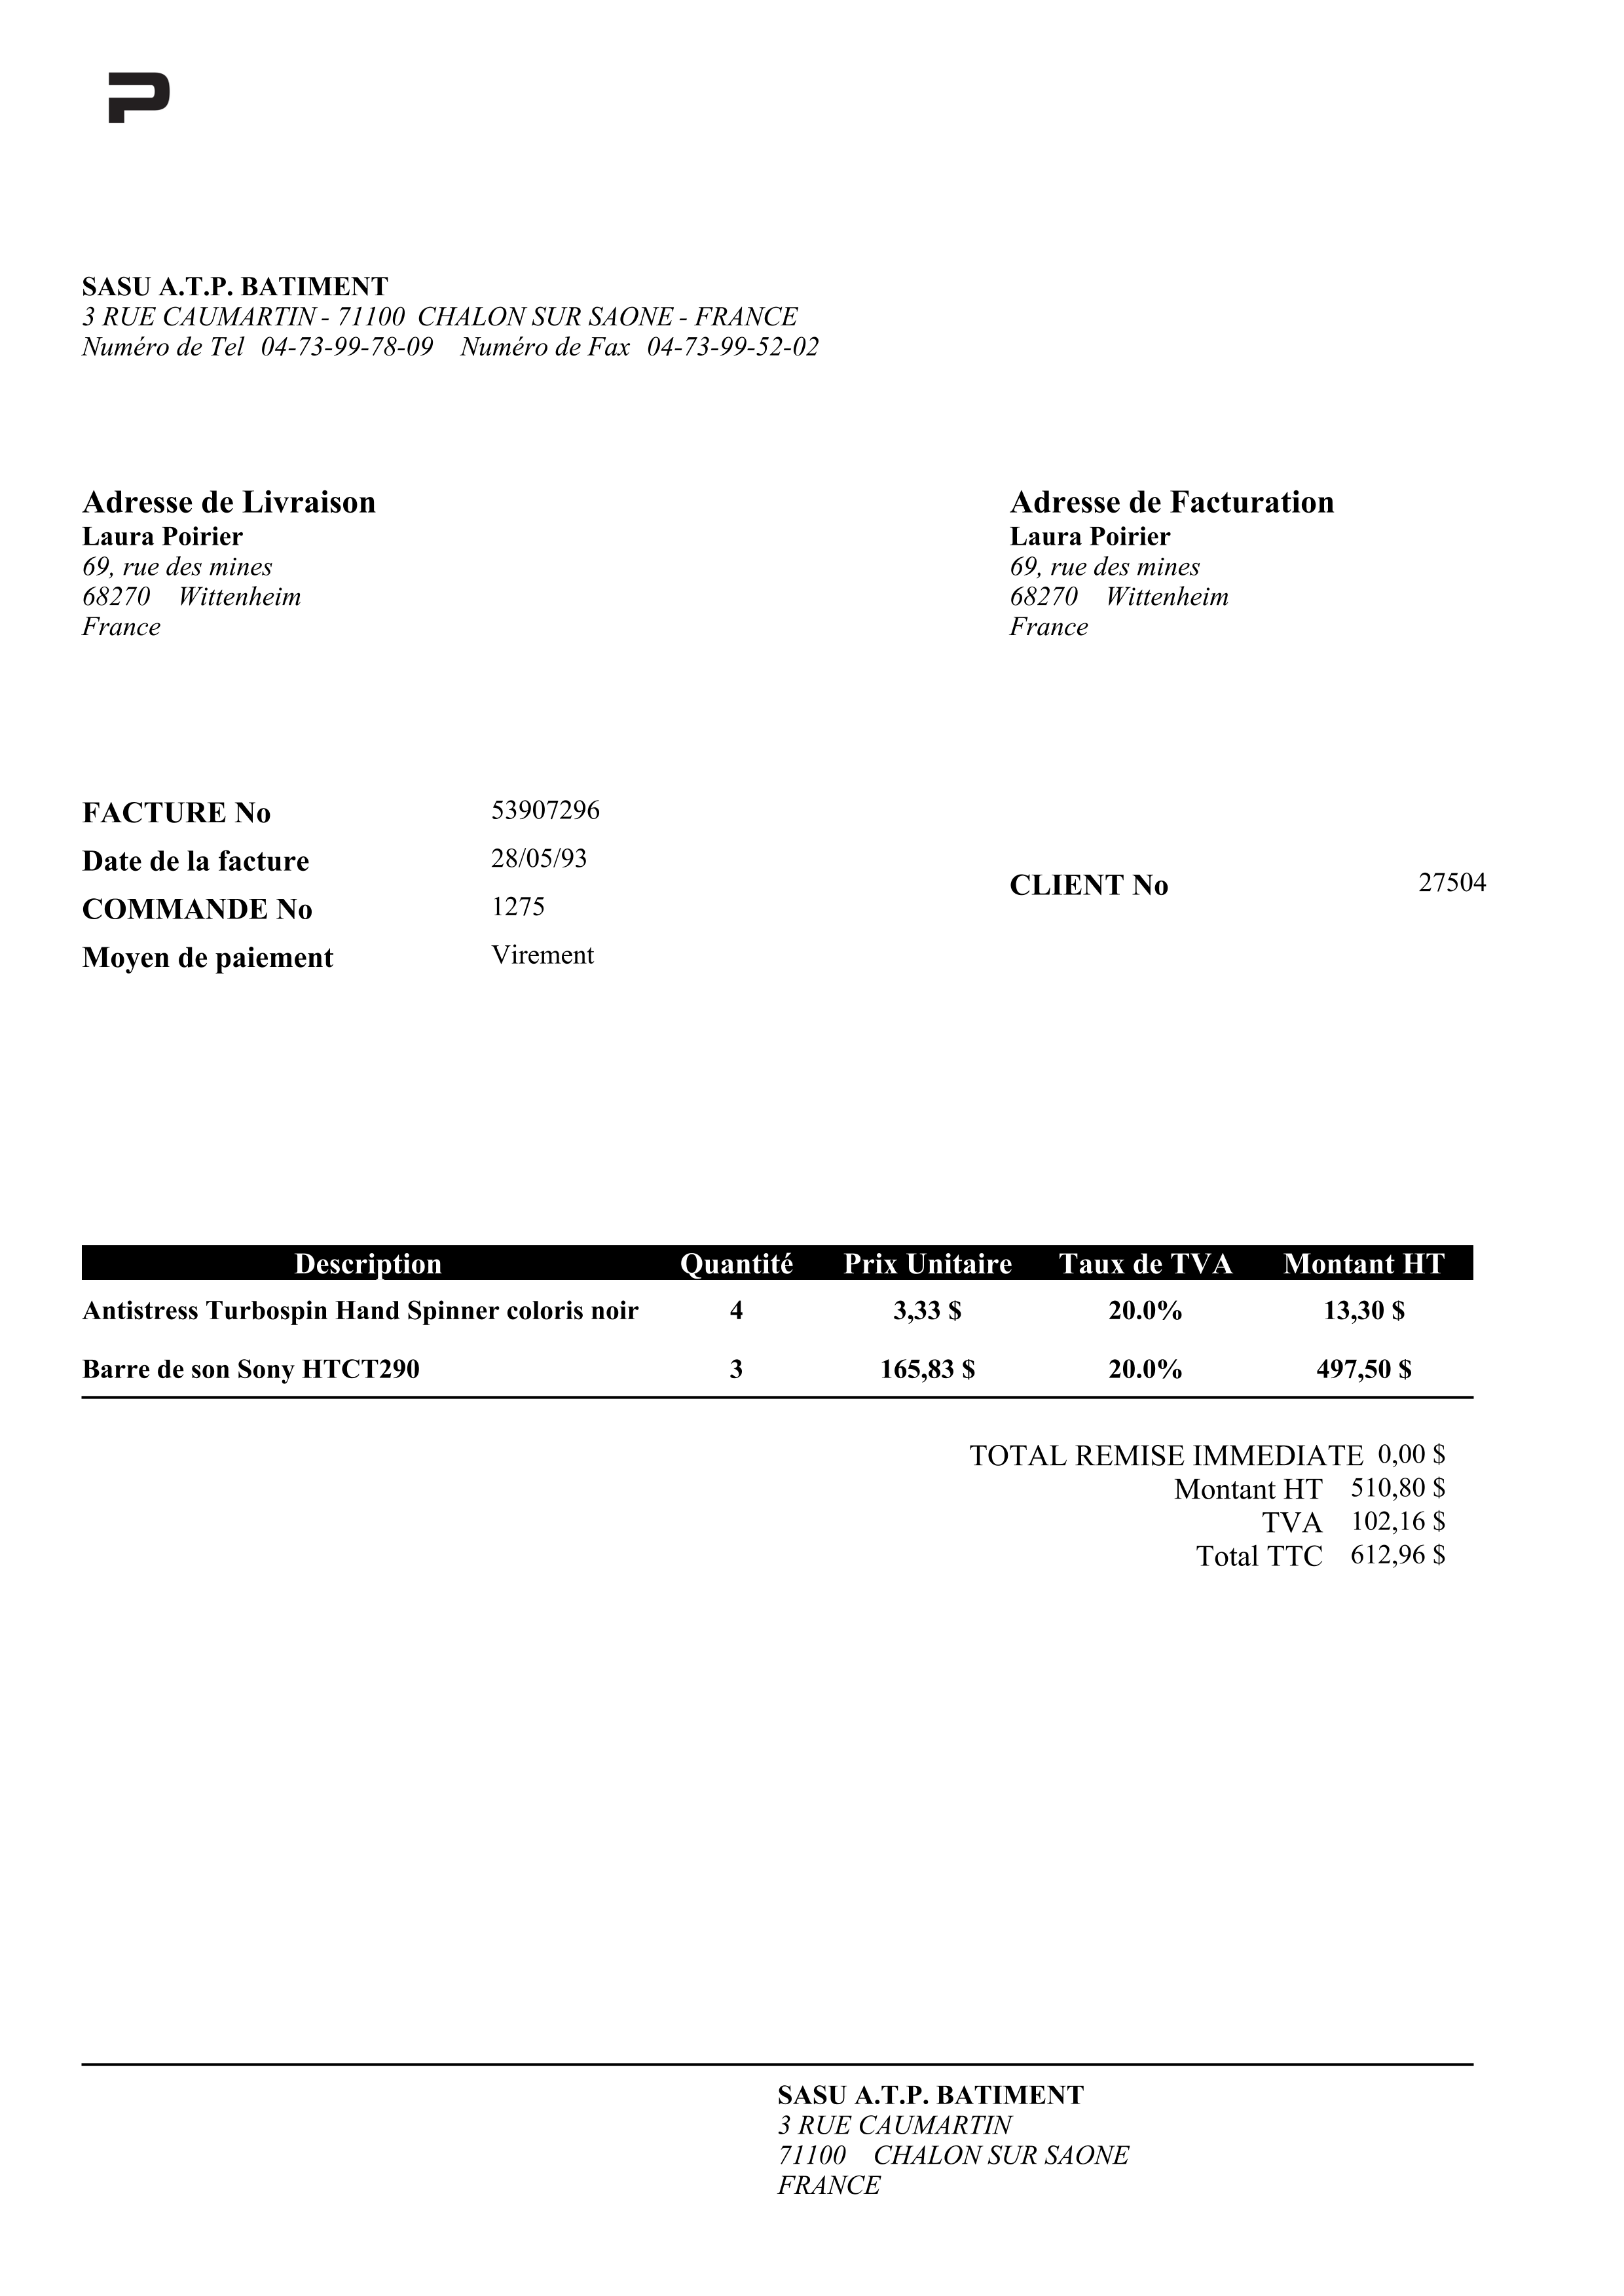 P
SASU A.T.P. BATIMENT
3 RUE CAUMARTIN - 71100 CHALON SUR SAONE - FRANCE
Numéro de Tel 04-73-99-78-09 Numéro de Fax 04-73-99-52-02
Adresse de Livraison
Laura Poirier
69, rue des mines
68270 Wittenheim
France
Adresse de Facturation
Laura Poirier
69, rue des mines
68270 Wittenheim
France
FACTURE No 53907296
Date de la facture 28/05/93
COMMANDE No 1275
Moyen de paiement Virement
CLIENT No 27504
Description Quantité Prix Unitaire Taux de TVA Montant HT
Antistress Turbospin Hand Spinner coloris noir 4 3,33 $ 20.0% 13,30 $
Barre de son Sony HTCT290 3 165,83 $ 20.0% 497,50 $
TOTAL REMISE IMMEDIATE 0,00 $
Montant HT 510,80 $
TVA 102,16 $
Total TTC 612,96 $
SASU A.T.P. BATIMENT
3 RUE CAUMARTIN
71100 CHALON SUR SAONE
FRANCE